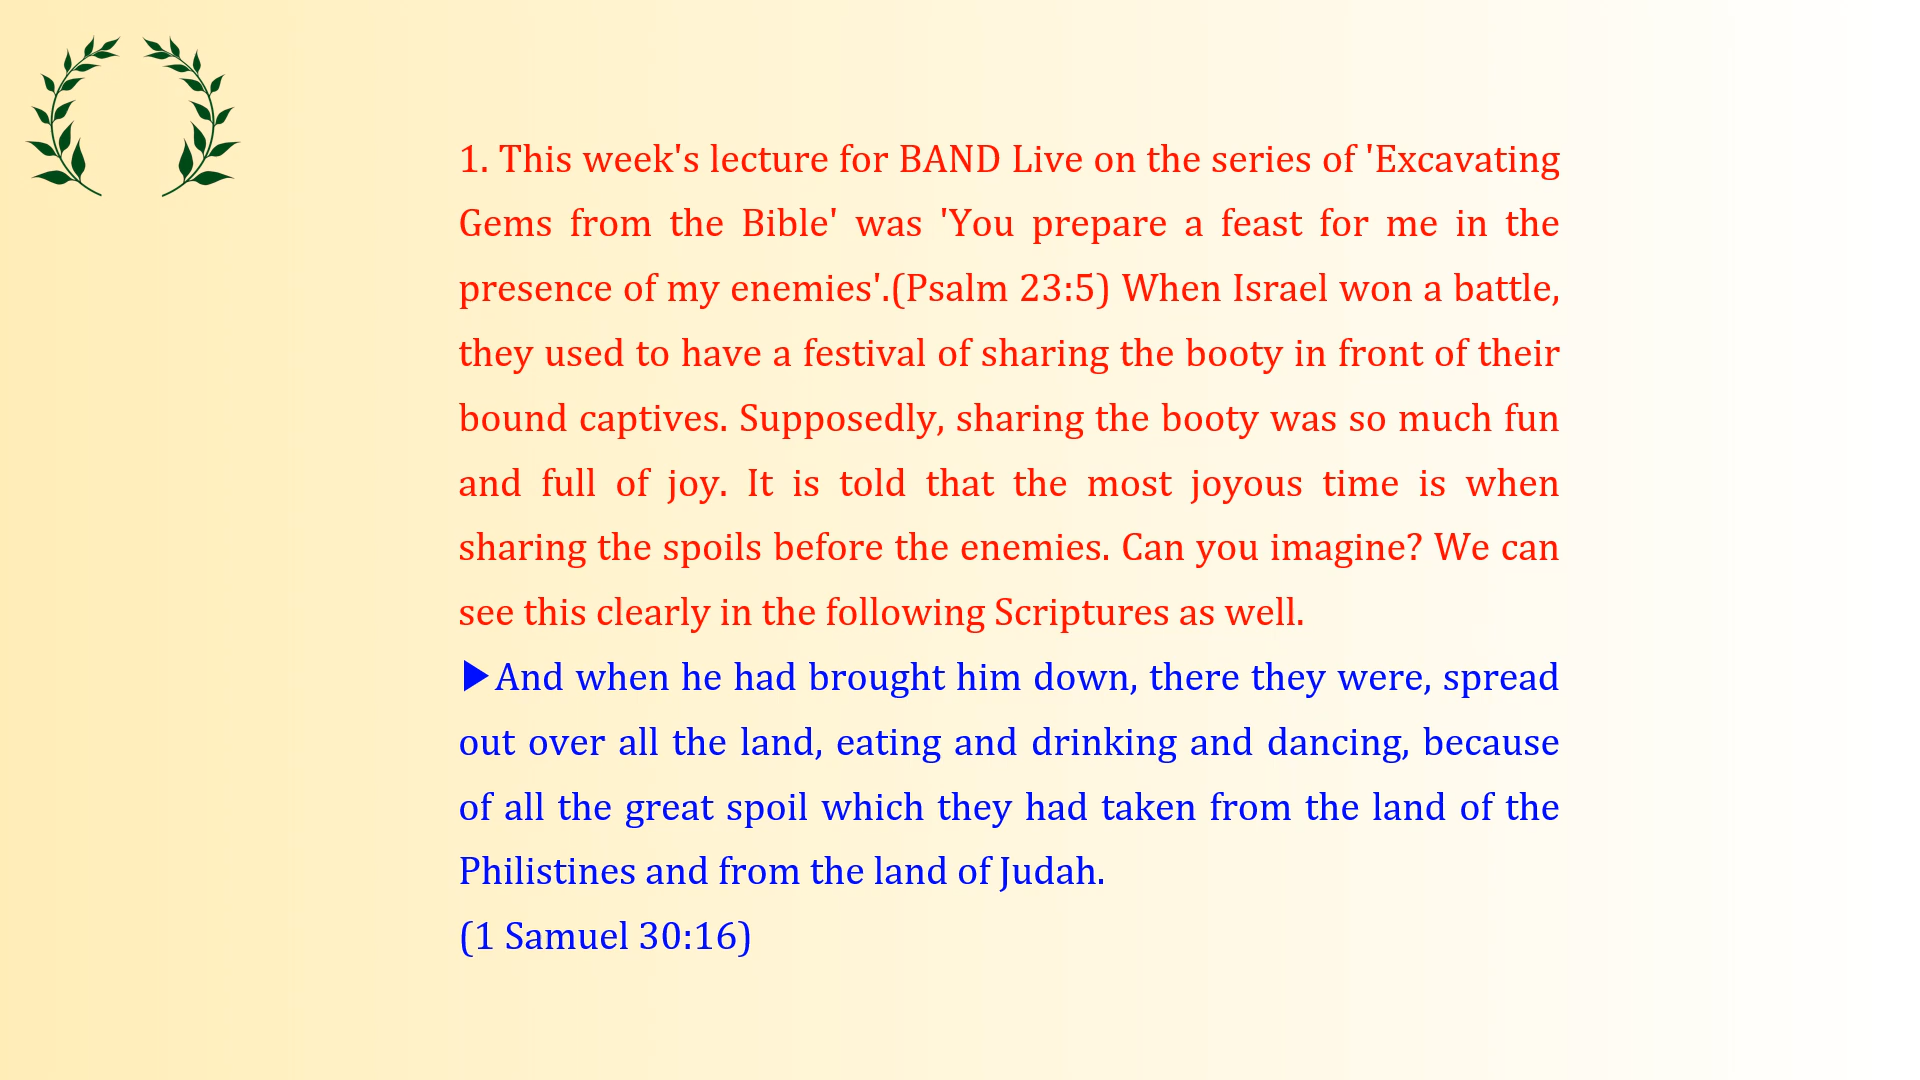 1. This week's lecture for BAND Live on the series of 'Excavating
Gems from the Bible' was 'You prepare a feast for me in the
presence of my enemies'.(Psalm 23:5) When Israel won a battle,
they used to have a festival of sharing the booty in front of their
bound captives. Supposedly, sharing the booty was so much fun
and full of joy. It is told that the most joyous time is when
sharing the spoils before the enemies. Can you imagine? We can
see this clearly in the following Scriptures as well.
▶And when he had brought him down, there they were, spread
out over all the land, eating and drinking and dancing, because
of all the great spoil which they had taken from the land of the
Philistines and from the land of Judah.
(1 Samuel 30:16)